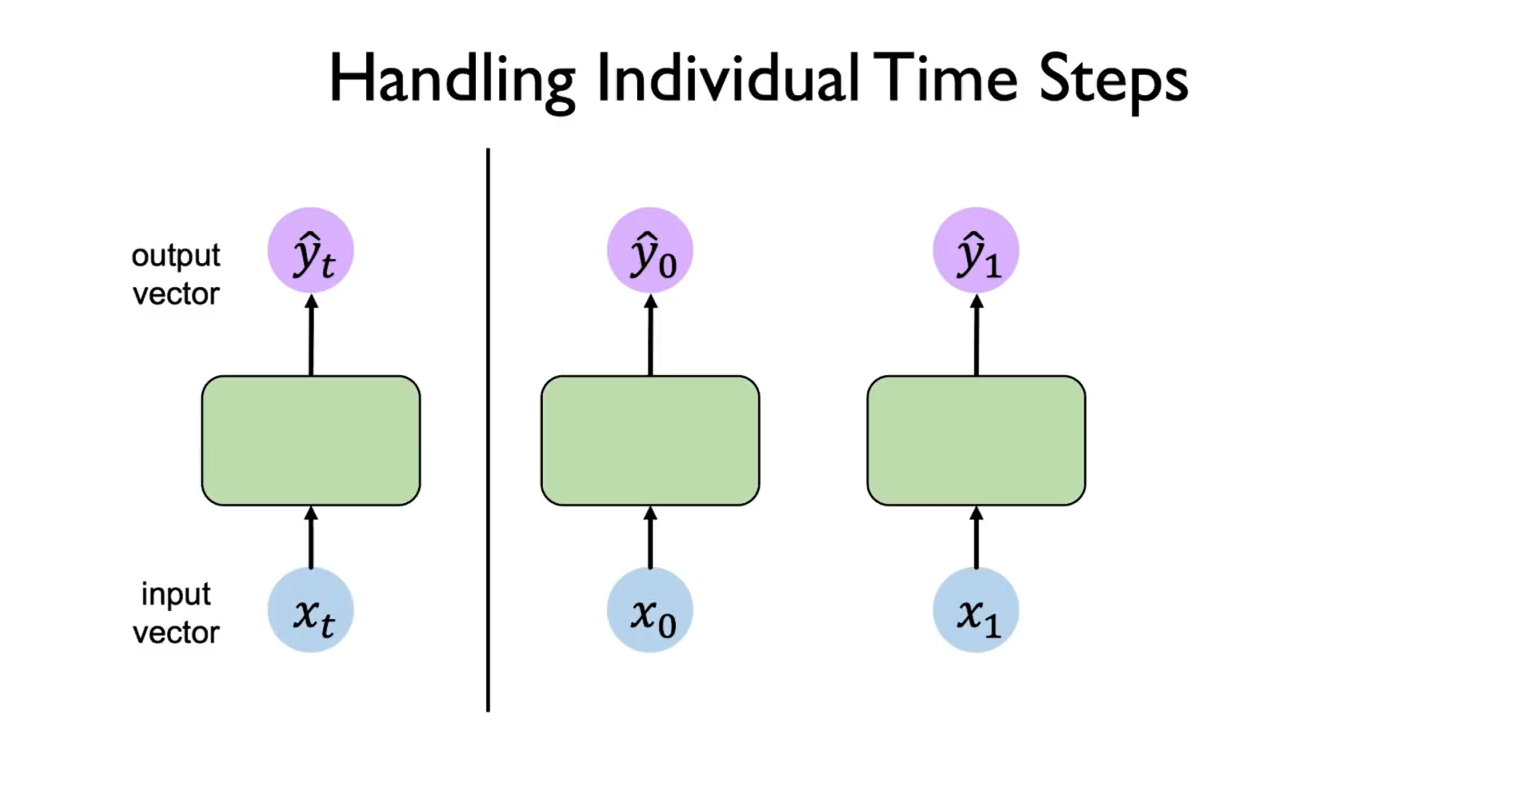 Handling Individual Time Steps
output
vector
ŷt
ŷ0
ŷ1
input
vector
xt
x0
x1